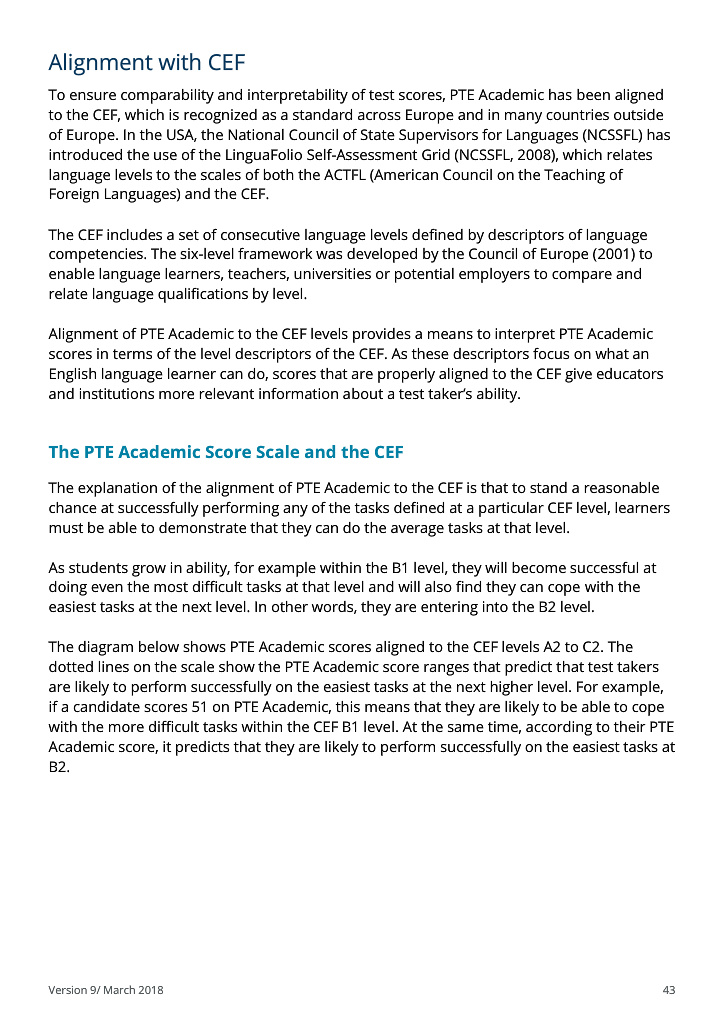 Alignment with CEF
To ensure comparability and interpretability of test scores, PTE Academic has been aligned
to the CEF, which is recognized as a standard across Europe and in many countries outside
of Europe. In the USA, the National Council of State Supervisors for Languages (NCSSFL) has
introduced the use of the LinguaFolio Self-Assessment Grid (NCSSFL, 2008), which relates
language levels to the scales of both the ACTFL (American Council on the Teaching of
Foreign Languages) and the CEF.
The CEF includes a set of consecutive language levels defined by descriptors of language
competencies. The six-level framework was developed by the Council of Europe (2001) to
enable language learners, teachers, universities or potential employers to compare and
relate language qualifications by level.
Alignment of PTE Academic to the CEF levels provides a means to interpret PTE Academic
scores in terms of the level descriptors of the CEF. As these descriptors focus on what an
English language learner can do, scores that are properly aligned to the CEF give educators
and institutions more relevant information about a test taker's ability.
The PTE Academic Score Scale and the CEF
The explanation of the alignment of PTE Academic to the CEF is that to stand a reasonable
chance at successfully performing any of the tasks defined at a particular CEF level, learners
must be able to demonstrate that they can do the average tasks at that level.
As students grow in ability, for example within the B1 level, they will become successful at
doing even the most difficult tasks at that level and will also find they can cope with the
easiest tasks at the next level. In other words, they are entering into the B2 level.
The diagram below shows PTE Academic scores aligned to the CEF levels A2 to C2. The
dotted lines on the scale show the PTE Academic score ranges that predict that test takers
are likely to perform successfully on the easiest tasks at the next higher level. For example,
if a candidate scores 51 on PTE Academic, this means that they are likely to be able to cope
with the more difficult tasks within the CEF B1 level. At the same time, according to their PTE
Academic score, it predicts that they are likely to perform successfully on the easiest tasks at
B2.
Version 9/ March 2018
43